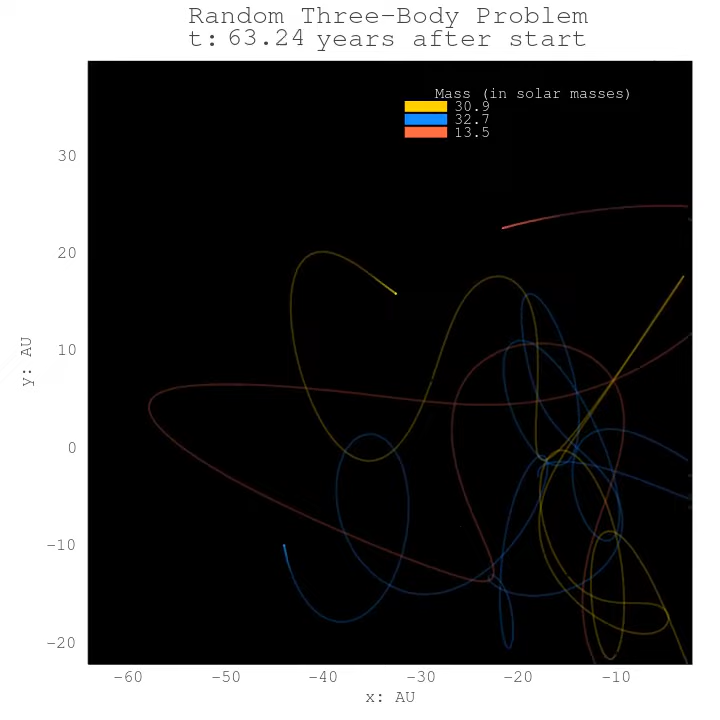 Random Three-Body Problem
t: 63.24 years after start
Mass (in solar masses)
30.9
32.7
13.5
30
20
10
0
-10
-20
y: AU
-60 -50 -40 -30 -20 -10
x: AU